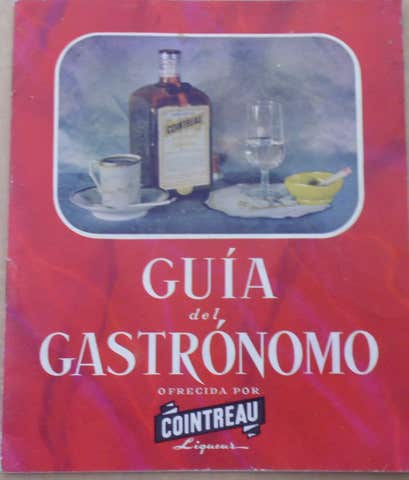 COINTREAU
GUÍA
del
GASTRÓNOMO
OFRECIDA POR
COINTREAU
Liqueur